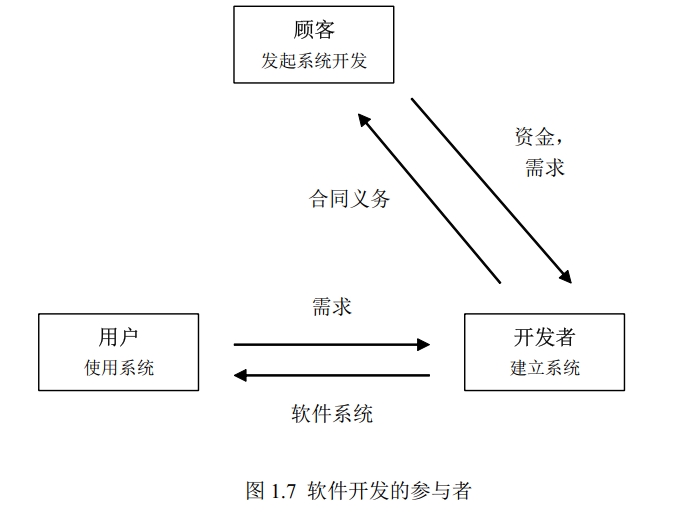 顾客
发起系统开发
资金，
需求
合同义务
需求
用户
使用系统
开发者
建立系统
软件系统
图 1.7 软件开发的参与者